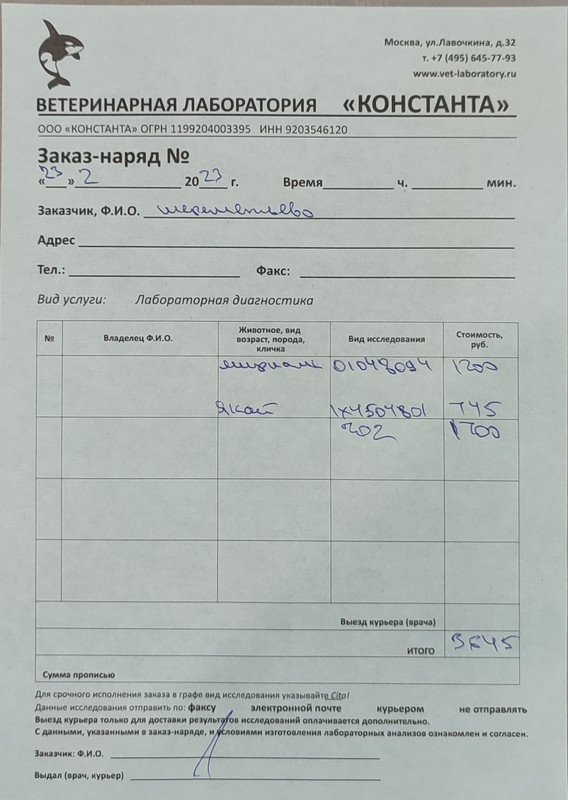 Москва, ул.Лавочкина, д.32
т. +7 (495) 645-77-93
www.vet-laboratory.ru
ВЕТЕРИНАРНАЯ ЛАБОРАТОРИЯ «КОНСТАНТА»
ООО «КОНСТАНТА» ОГРН 1199204003395 ИНН 9203546120
Заказ-наряд №
«23» 2 2023 г. Время ч. мин.
Заказчик, Ф.И.О. шереметьево
Адрес
Тел.: Факс:
Вид услуги: Лабораторная диагностика
№ Владелец Ф.И.О. Животное, вид возраст, порода, кличка Вид исследования Стоимость, руб.
01048094 1200
745
202 1700
Выезд курьера (врача)
ИТОГО 3645
Сумма прописью
Для срочного исполнения заказа в графе вид исследования указывайте Cito!
Данные исследования отправить по: факсу электронной почте курьером не отправлять
Выезд курьера только для доставки результатов исследований оплачивается дополнительно.
С данными, указанными в заказ-наряде, и условиями изготовления лабораторных анализов ознакомлен и согласен.
Заказчик: Ф.И.О.
Выдал (врач, курьер)